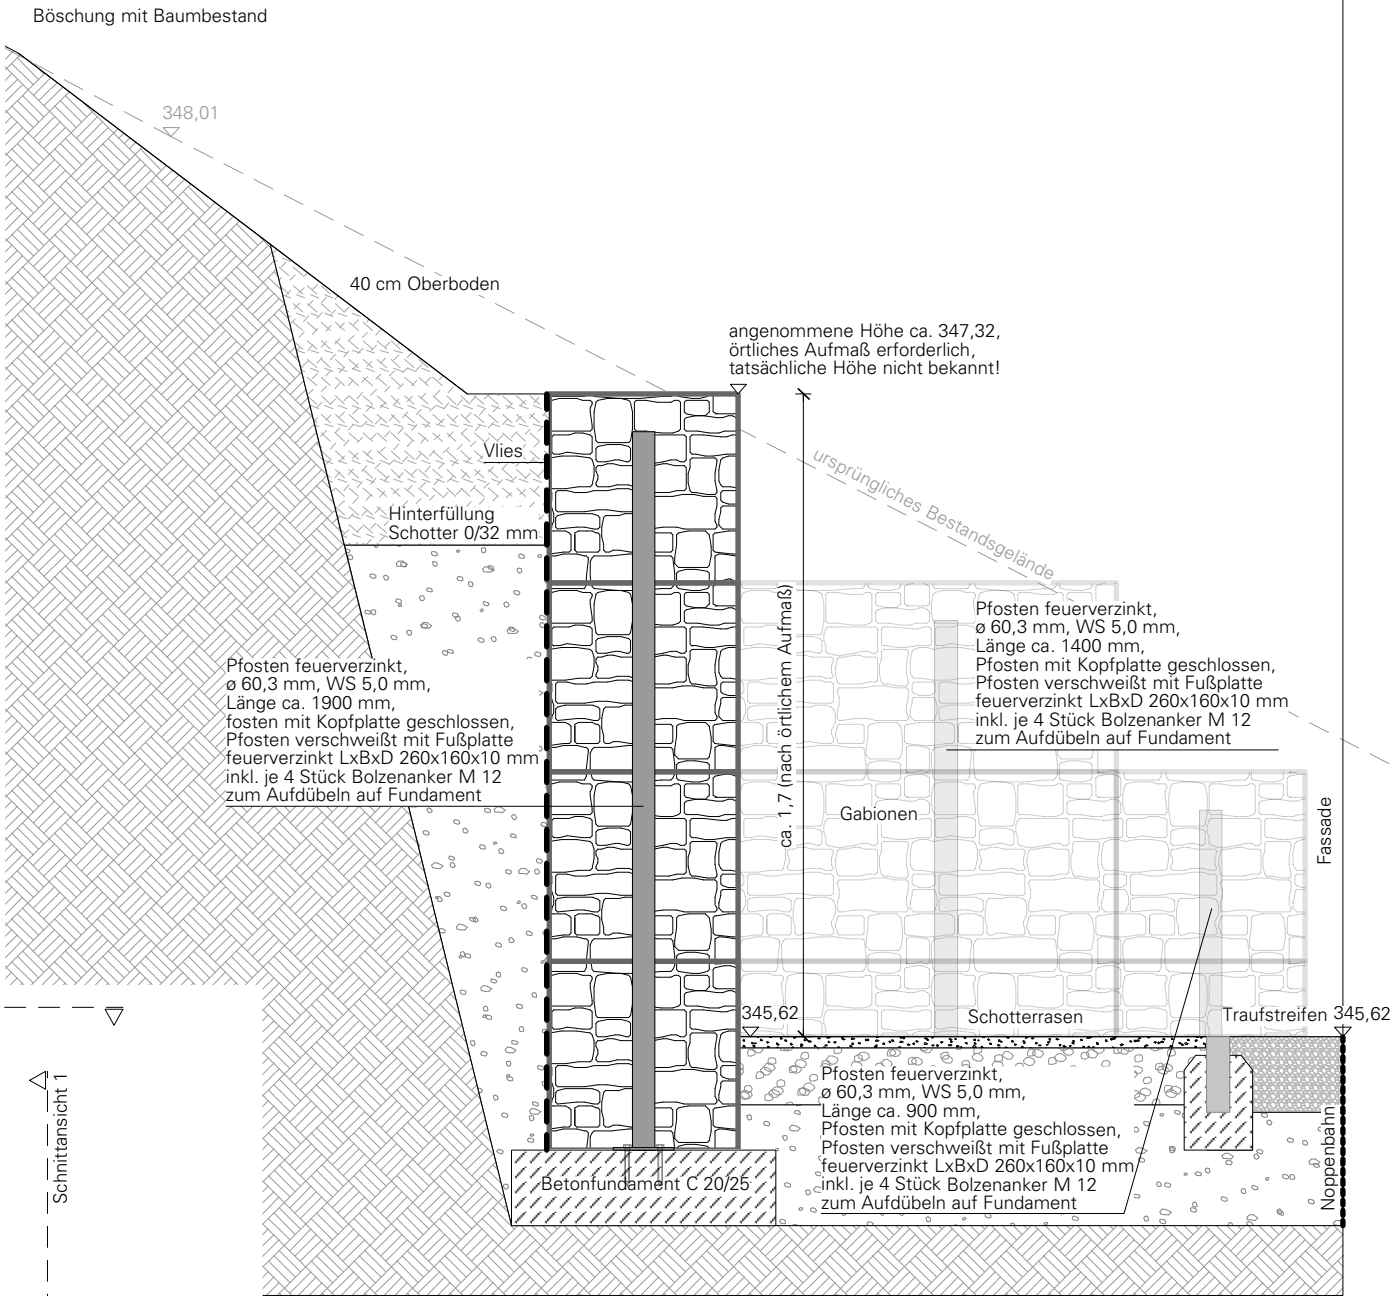 Böschung mit Baumbestand
348,01
40 cm Oberboden
angenommene Höhe ca. 347,32,
örtliches Aufmaß erforderlich,
tatsächliche Höhe nicht bekannt!
Vlies
ursprüngliches Bestandsgelände
Hinterfüllung
Schotter 0/32 mm
ca. 1,7 (nach örtlichem Aufmaß)
Pfosten feuerverzinkt,
ø 60,3 mm, WS 5,0 mm,
Länge ca. 1400 mm,
Pfosten mit Kopfplatte geschlossen,
Pfosten verschweißt mit Fußplatte
feuerverzinkt LxBxD 260x160x10 mm
inkl. je 4 Stück Bolzenanker M 12
zum Aufdübeln auf Fundament
Pfosten feuerverzinkt,
ø 60,3 mm, WS 5,0 mm,
Länge ca. 1900 mm,
fosten mit Kopfplatte geschlossen,
Pfosten verschweißt mit Fußplatte
feuerverzinkt LxBxD 260x160x10 mm
inkl. je 4 Stück Bolzenanker M 12
zum Aufdübeln auf Fundament
Gabionen
Fassade
345,62
Schotterrasen
Traufstreifen 345,62
Pfosten feuerverzinkt,
ø 60,3 mm, WS 5,0 mm,
Länge ca. 900 mm,
Pfosten mit Kopfplatte geschlossen,
Pfosten verschweißt mit Fußplatte
feuerverzinkt LxBxD 260x160x10 mm
inkl. je 4 Stück Bolzenanker M 12
zum Aufdübeln auf Fundament
Noppenbahn
Schnittansicht 1
Betonfundament C 20/25